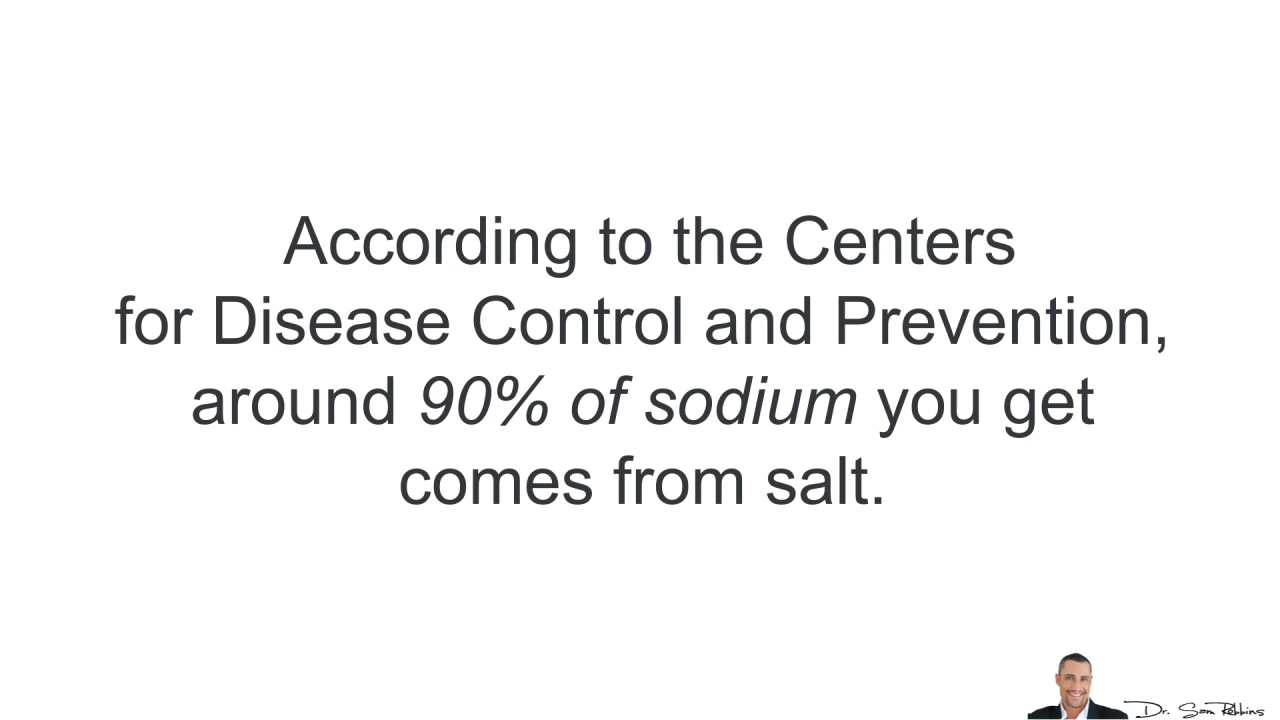 According to the Centers
for Disease Control and Prevention,
around 90% of sodium you get
comes from salt.
Dr. Sam Robbins